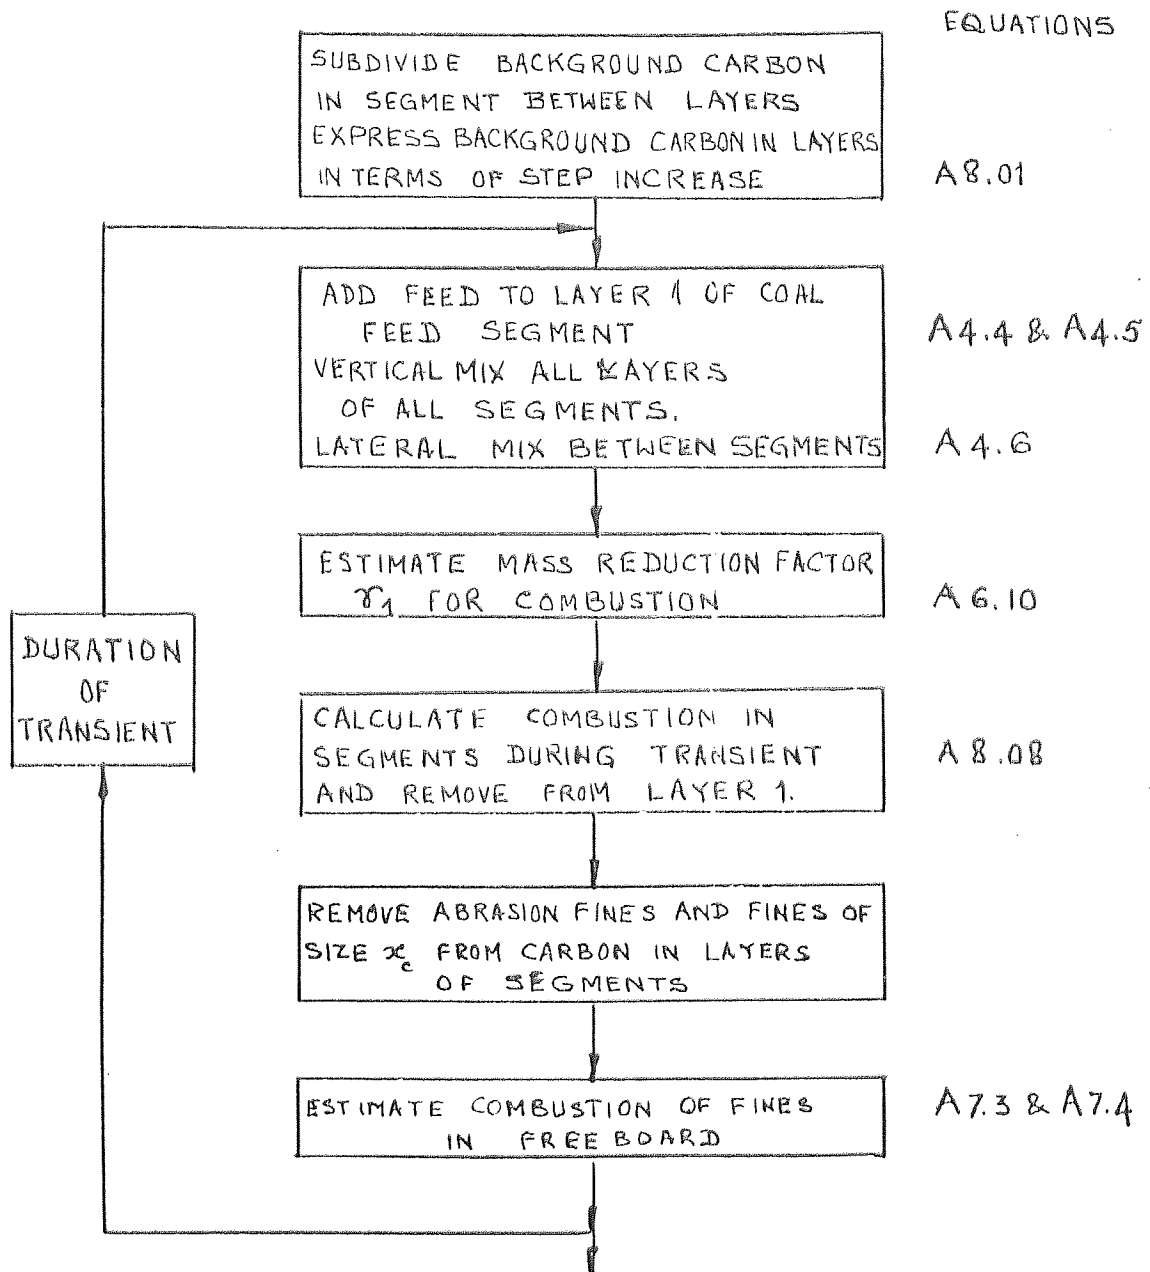 EQUATIONS
SUBDIVIDE BACKGROUND CARBON
IN SEGMENT BETWEEN LAYERS
EXPRESS BACKGROUND CARBON IN LAYERS
IN TERMS OF STEP INCREASE
A8.01
ADD FEED TO LAYER 1 OF COAL
FEED SEGMENT
A4.4 & A4.5
VERTICAL MIX ALL LAYERS
OF ALL SEGMENTS.
LATERAL MIX BETWEEN SEGMENTS
A4.6
ESTIMATE MASS REDUCTION FACTOR
γ₁ FOR COMBUSTION
A6.10
DURATION
OF
TRANSIENT
CALCULATE COMBUSTION IN
SEGMENTS DURING TRANSIENT
AND REMOVE FROM LAYER 1.
A8.08
REMOVE ABRASION FINES AND FINES OF
SIZE x_c FROM CARBON IN LAYERS
OF SEGMENTS
ESTIMATE COMBUSTION OF FINES
IN FREE BOARD
A7.3 & A7.4